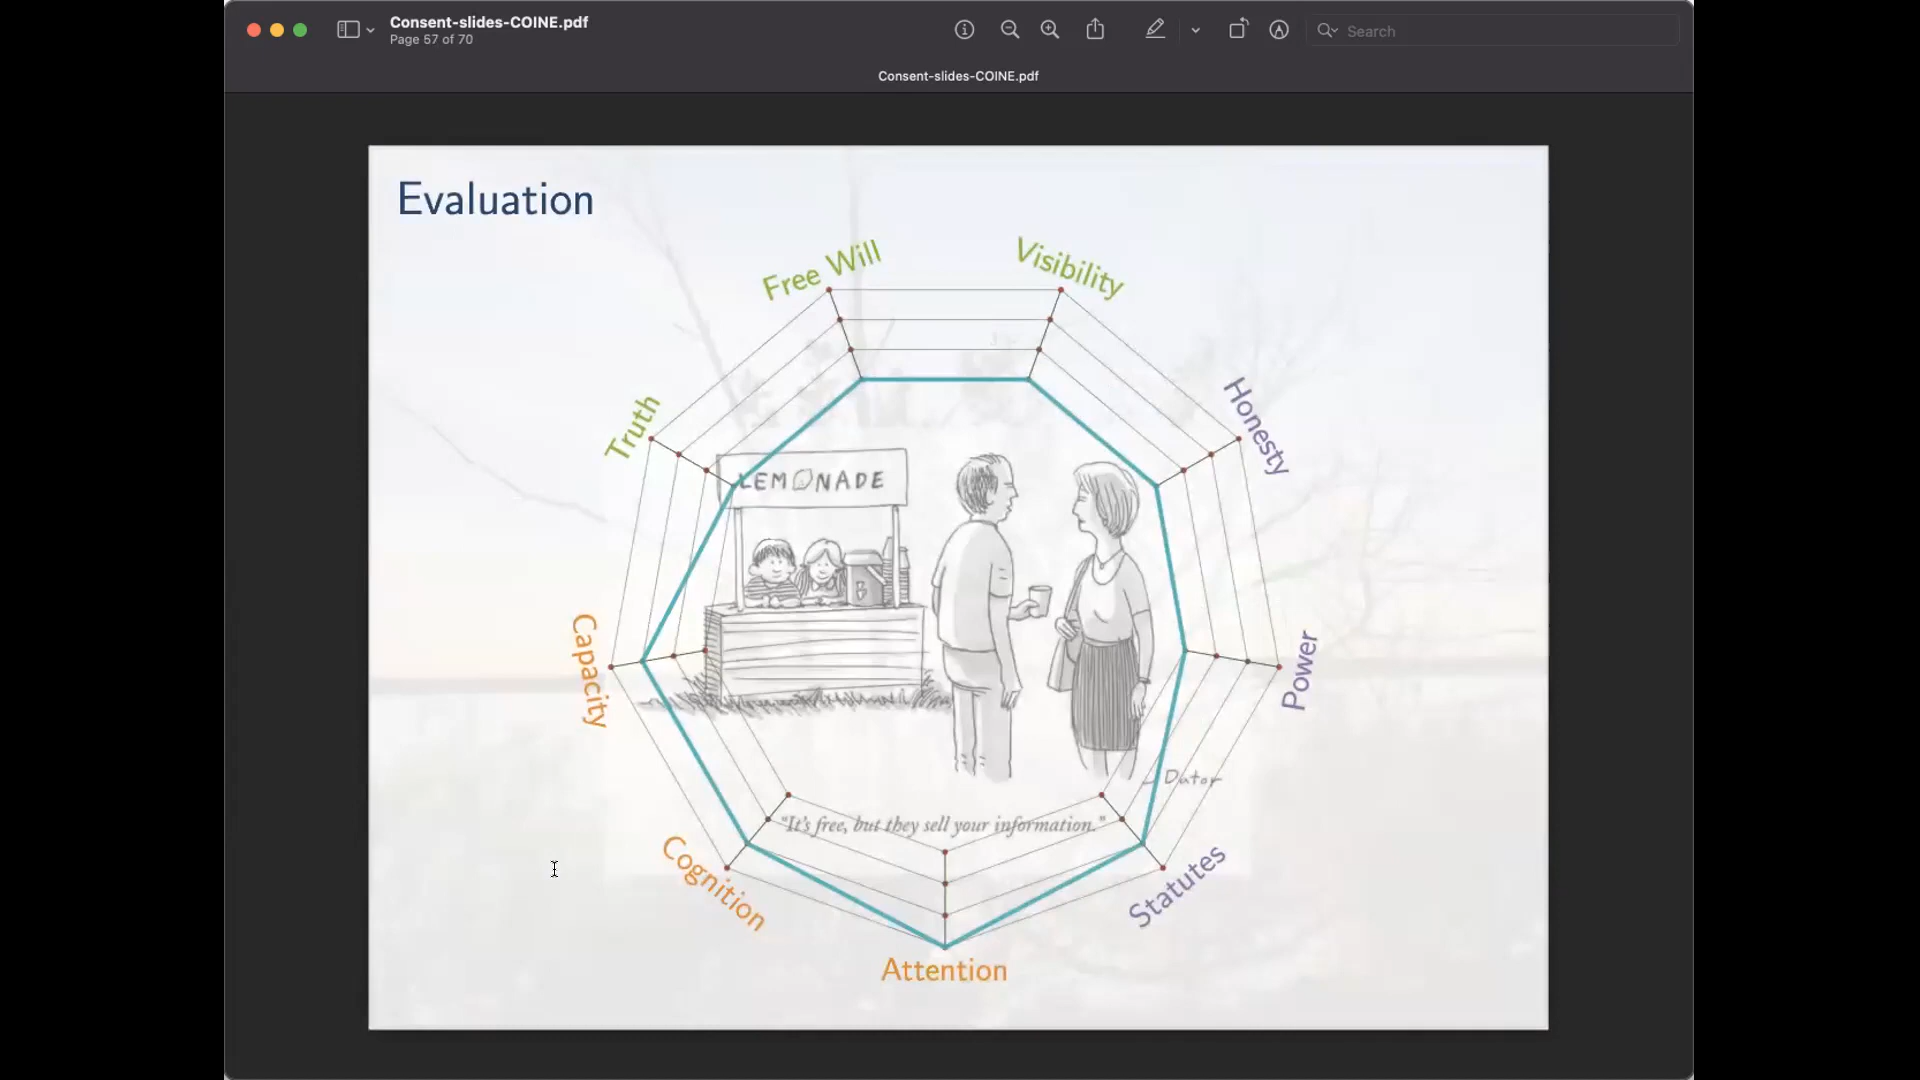 Consent-slides-COINE.pdf
Page 57 of 70
Search
Consent-slides-COINE.pdf
Evaluation
Free Will
Visibility
Truth
Honesty
LEMONADE
Capacity
Power
Dator
"It's free, but they sell your information."
Cognition
Statutes
Attention